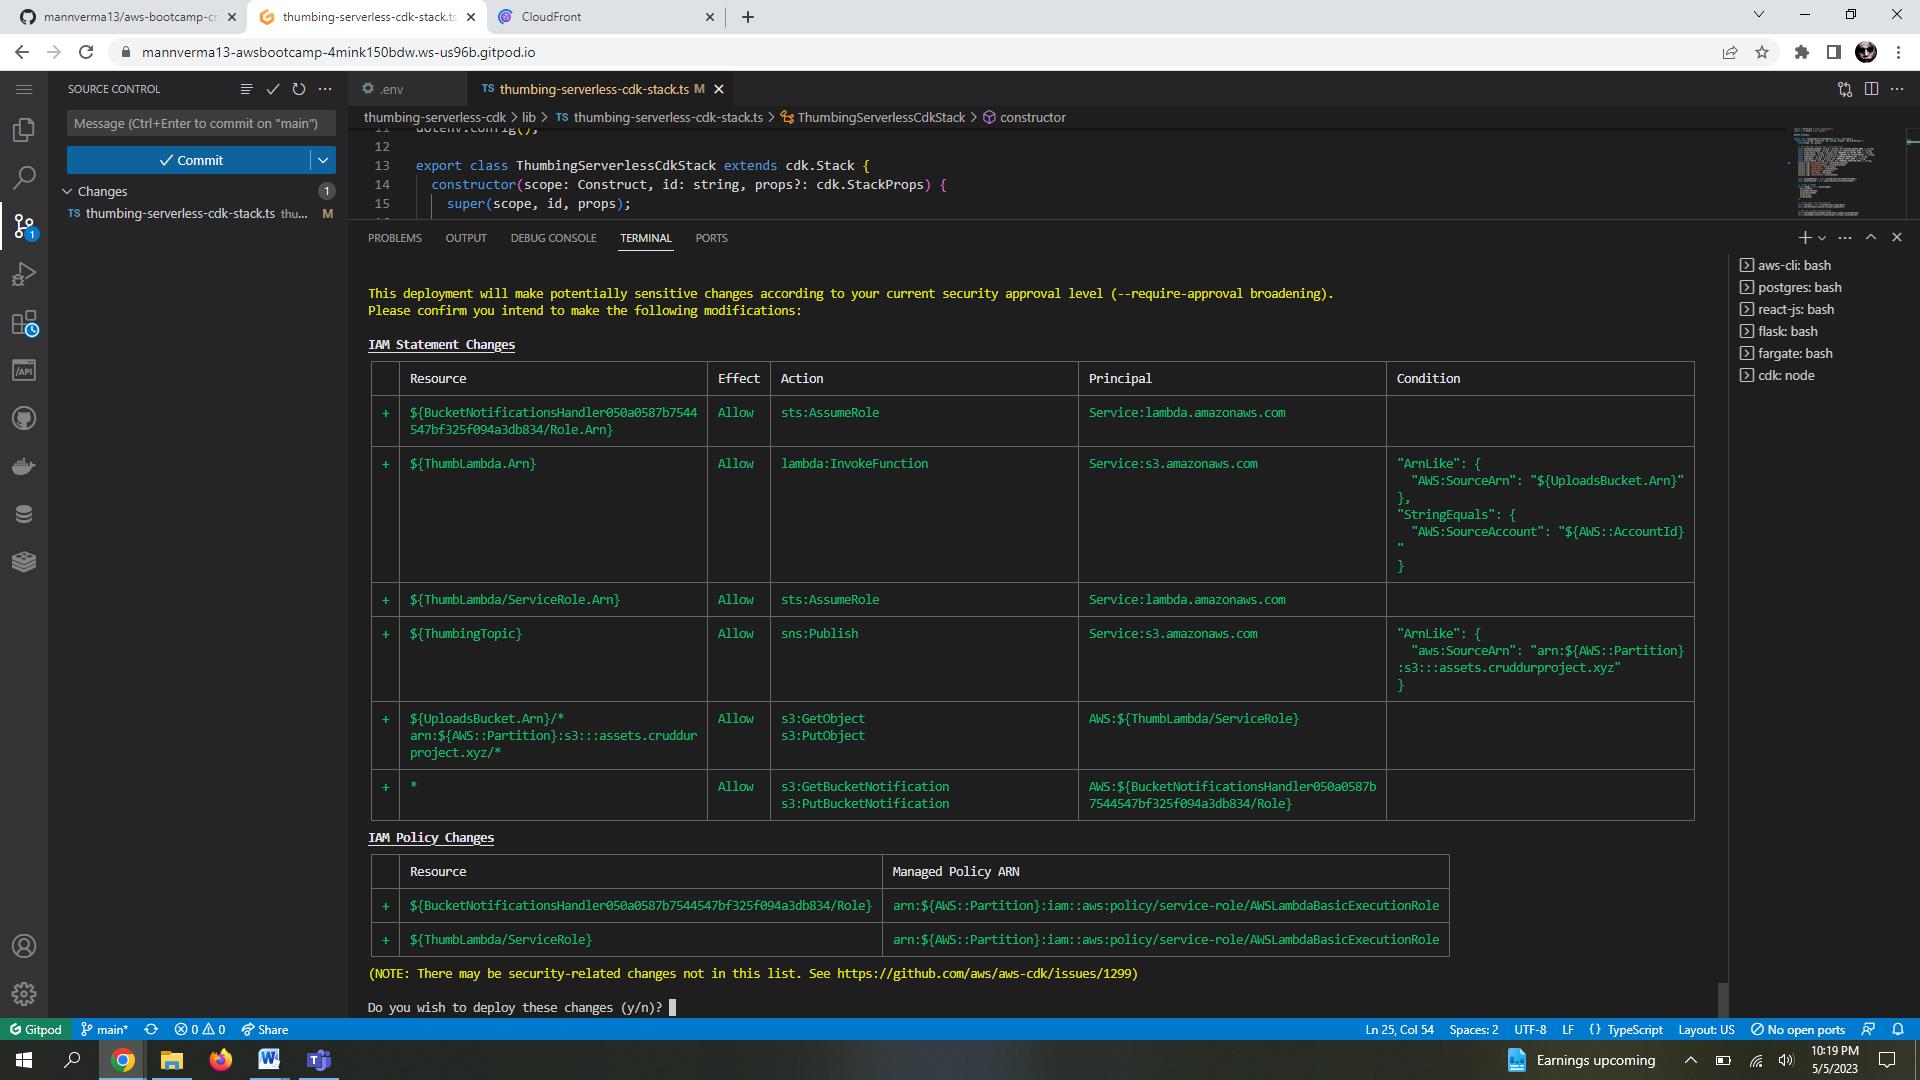 mannverma13/aws-bootcamp-cr
thumbing-serverless-cdk-stack.ts
CloudFront
mannverma13-awsbootcamp-4mink150bdw.ws-us96b.gitpod.io
SOURCE CONTROL
.env
TS thumbing-serverless-cdk-stack.ts M
Message (Ctrl+Enter to commit on "main")
thumbing-serverless-cdk > lib > TS thumbing-serverless-cdk-stack.ts > ThumbingServerlessCdkStack > constructor
11 dotenv.config();
12
13 export class ThumbingServerlessCdkStack extends cdk.Stack {
14 constructor(scope: Construct, id: string, props?: cdk.StackProps) {
15 super(scope, id, props);
Commit
Changes 1
TS thumbing-serverless-cdk-stack.ts thu... M
1
/API
PROBLEMS OUTPUT DEBUG CONSOLE TERMINAL PORTS
aws-cli: bash
postgres: bash
react-js: bash
flask: bash
fargate: bash
cdk: node
This deployment will make potentially sensitive changes according to your current security approval level (--require-approval broadening).
Please confirm you intend to make the following modifications:
IAM Statement Changes
Resource Effect Action Principal Condition
+ ${BucketNotificationsHandler050a0587b7544 Allow sts:AssumeRole Service:lambda.amazonaws.com
547bf325f094a3db834/Role.Arn}
+ ${ThumbLambda.Arn} Allow lambda:InvokeFunction Service:s3.amazonaws.com "ArnLike": {
"AWS:SourceArn": "${UploadsBucket.Arn}"
},
"StringEquals": {
"AWS:SourceAccount": "${AWS::AccountId}
"
}
+ ${ThumbLambda/ServiceRole.Arn} Allow sts:AssumeRole Service:lambda.amazonaws.com
+ ${ThumbingTopic} Allow sns:Publish Service:s3.amazonaws.com "ArnLike": {
"aws:SourceArn": "arn:${AWS::Partition}
:s3:::assets.cruddurproject.xyz"
}
+ ${UploadsBucket.Arn}/* Allow s3:GetObject AWS:${ThumbLambda/ServiceRole}
arn:${AWS::Partition}:s3:::assets.cruddur s3:PutObject
project.xyz/*
+ * Allow s3:GetBucketNotification AWS:${BucketNotificationsHandler050a0587b
s3:PutBucketNotification 7544547bf325f094a3db834/Role}
IAM Policy Changes
Resource Managed Policy ARN
+ ${BucketNotificationsHandler050a0587b7544547bf325f094a3db834/Role} arn:${AWS::Partition}:iam::aws:policy/service-role/AWSLambdaBasicExecutionRole
+ ${ThumbLambda/ServiceRole} arn:${AWS::Partition}:iam::aws:policy/service-role/AWSLambdaBasicExecutionRole
(NOTE: There may be security-related changes not in this list. See https://github.com/aws/aws-cdk/issues/1299)
Do you wish to deploy these changes (y/n)?
Gitpod main* 0 0 Share Ln 25, Col 54 Spaces: 2 UTF-8 LF {} TypeScript Layout: US No open ports
Earnings upcoming
10:19 PM
5/5/2023